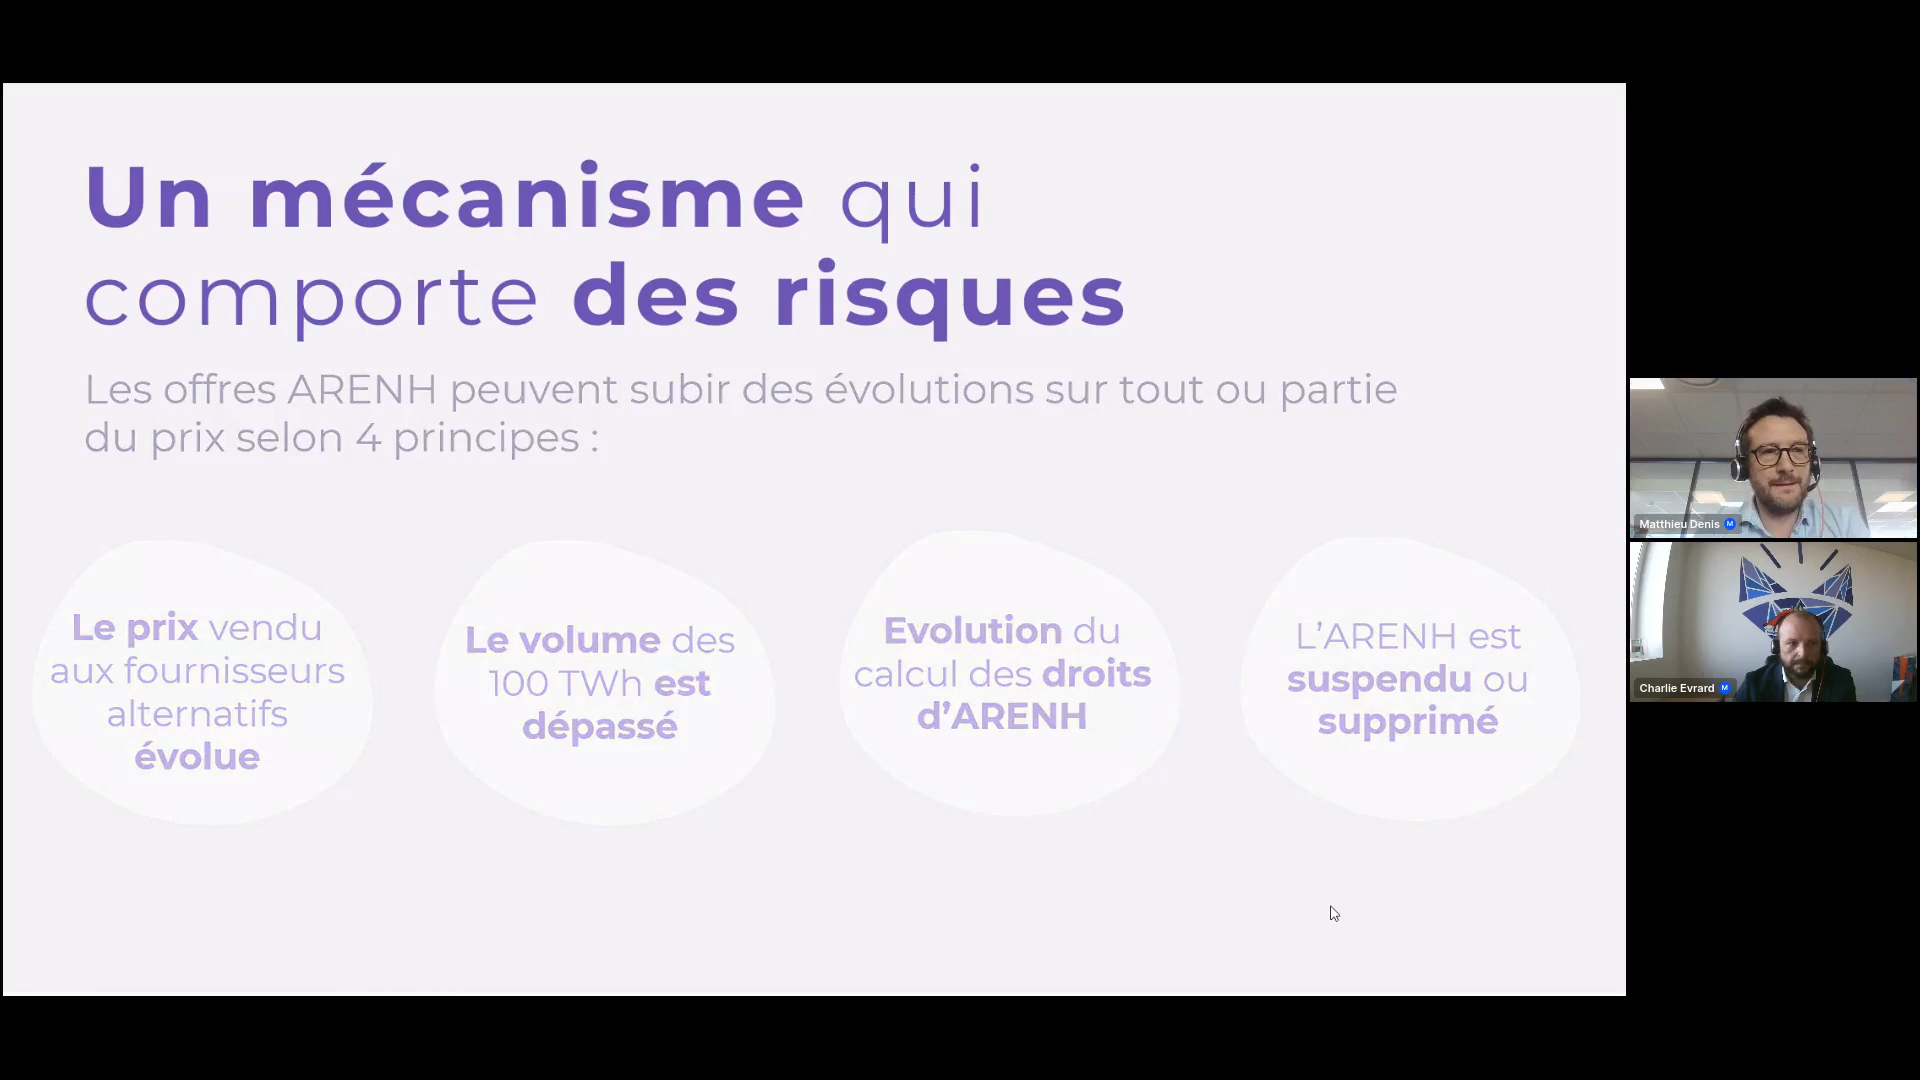 Un mécanisme qui
comporte des risques
Les offres ARENH peuvent subir des évolutions sur tout ou partie
du prix selon 4 principes :
Le prix vendu
aux fournisseurs
alternatifs
évolue
Le volume des
100 TWh est
dépassé
Evolution du
calcul des droits
d’ARENH
L’ARENH est
suspendu ou
supprimé
Matthieu Denis M
Charlie Evrard M